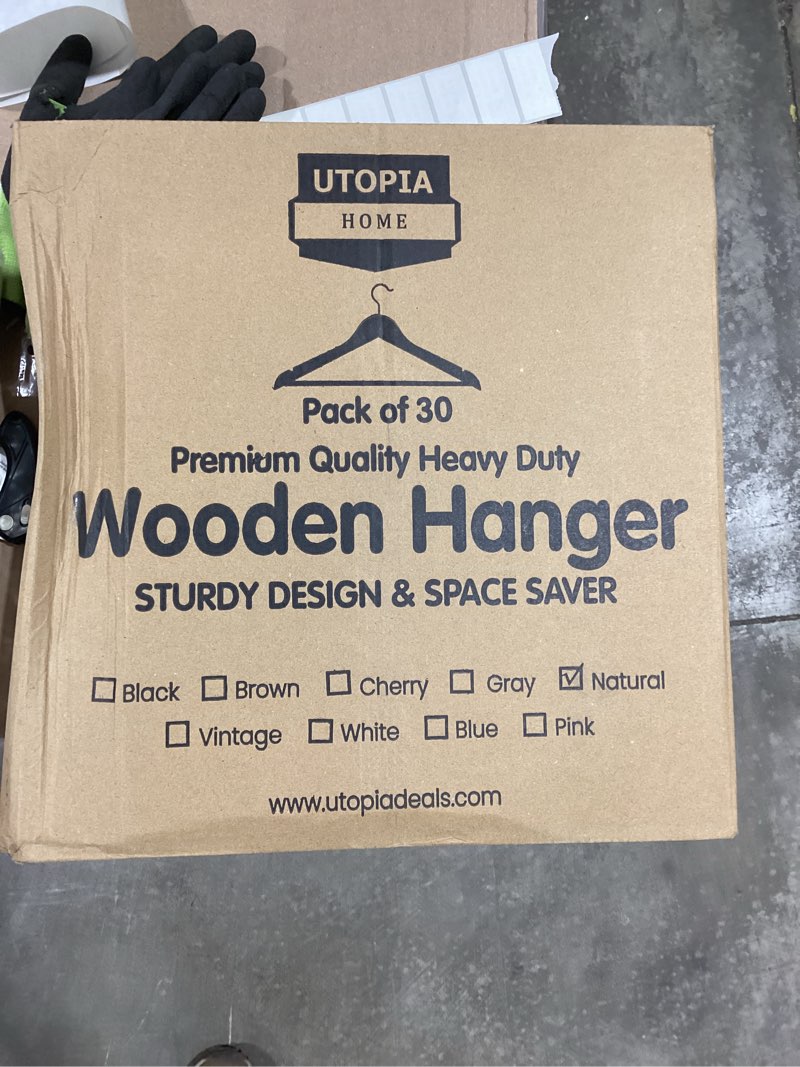 UTOPIA
HOME
Pack of 30
Premium Quality Heavy Duty
Wooden Hanger
STURDY DESIGN & SPACE SAVER
☐ Black ☐ Brown ☐ Cherry ☐ Gray ☑ Natural
☐ Vintage ☐ White ☐ Blue ☐ Pink
www.utopiadeals.com